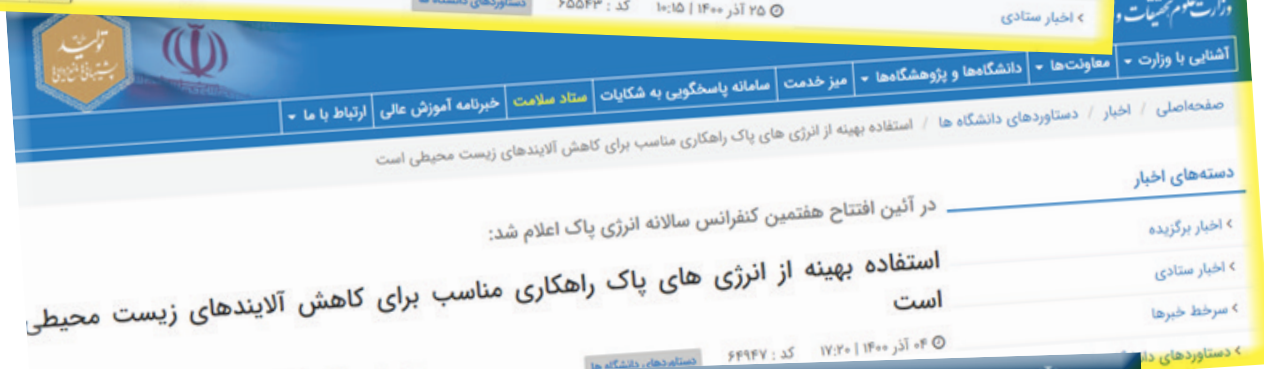 › اخبار ستادی
۲۵ آذر ۱۴۰۰ | ۱۰:۱۵ کد : ۶۵۵۴۳ دستاوردهای دانشگاه ها
وزارت علوم تحقیقات و
تولید
آشنایی با وزارت معاونت‌ها دانشگاه‌ها و پژوهشگاه‌ها میز خدمت سامانه پاسخگویی به شکایات ستاد سلامت خبرنامه آموزش عالی ارتباط با ما
صفحه‌اصلی / اخبار / دستاوردهای دانشگاه ها / استفاده بهینه از انرژی های پاک راهکاری مناسب برای کاهش آلایندهای زیست محیطی است
دسته‌های اخبار
› اخبار برگزیده
› اخبار ستادی
› سرخط خبرها
› دستاوردهای
در آئین افتتاح هفتمین کنفرانس سالانه انرژی پاک اعلام شد:
استفاده بهینه از انرژی های پاک راهکاری مناسب برای کاهش آلایندهای زیست محیطی
است
۰۴ آذر ۱۴۰۰ | ۱۷:۲۰ کد : ۶۴۹۴۷ دستاوردهای دانشگاه ها